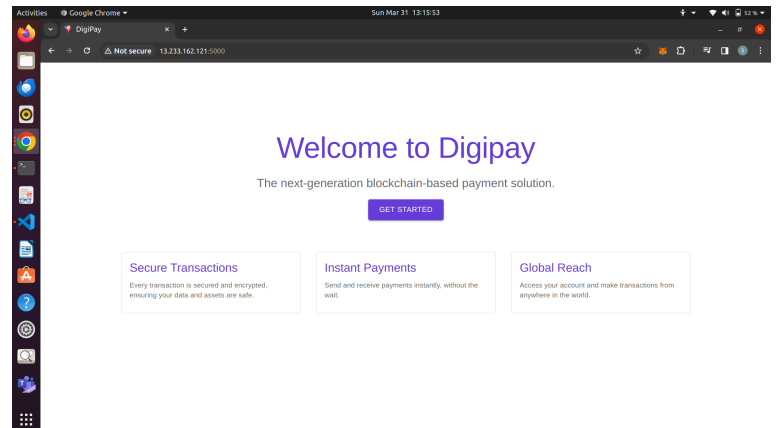 Activities Google Chrome Sun Mar 31 13:15:53 52 %
DigiPay
Not secure 13.233.162.121:5000
Welcome to Digipay
The next-generation blockchain-based payment solution.
GET STARTED
Secure Transactions
Every transaction is secured and encrypted,
ensuring your data and assets are safe.
Instant Payments
Send and receive payments instantly, without the
wait.
Global Reach
Access your account and make transactions from
anywhere in the world.